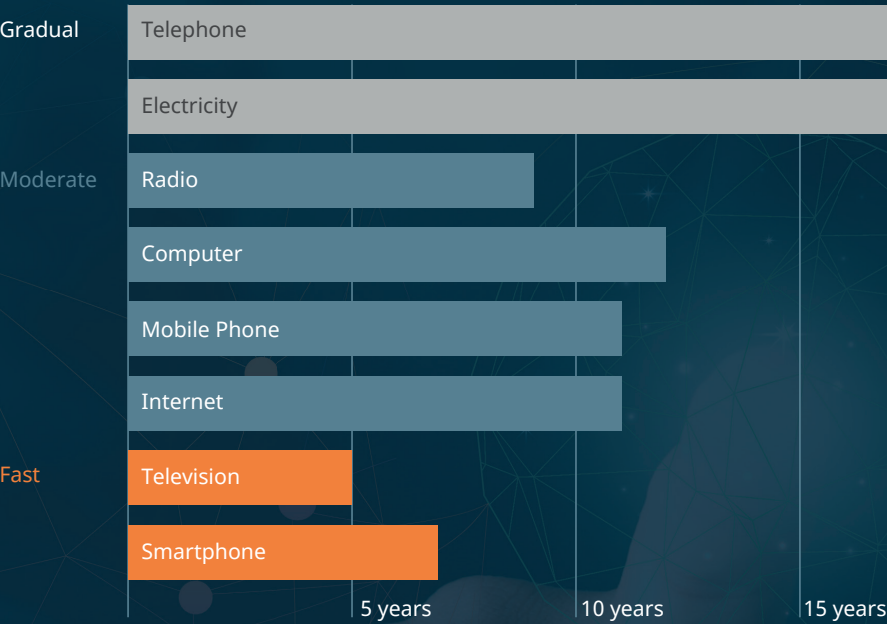 Gradual
Telephone
Electricity
Moderate
Radio
Computer
Mobile Phone
Internet
Fast
Television
Smartphone
5 years
10 years
15 years